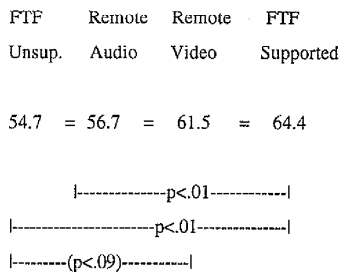 FTF Remote Remote FTF
Unsup. Audio Video Supported
54.7 = 56.7 = 61.5 = 64.4
|-------------p<.01------------|
|---------------------p<.01-------------|
|---------(p<.09)------------|